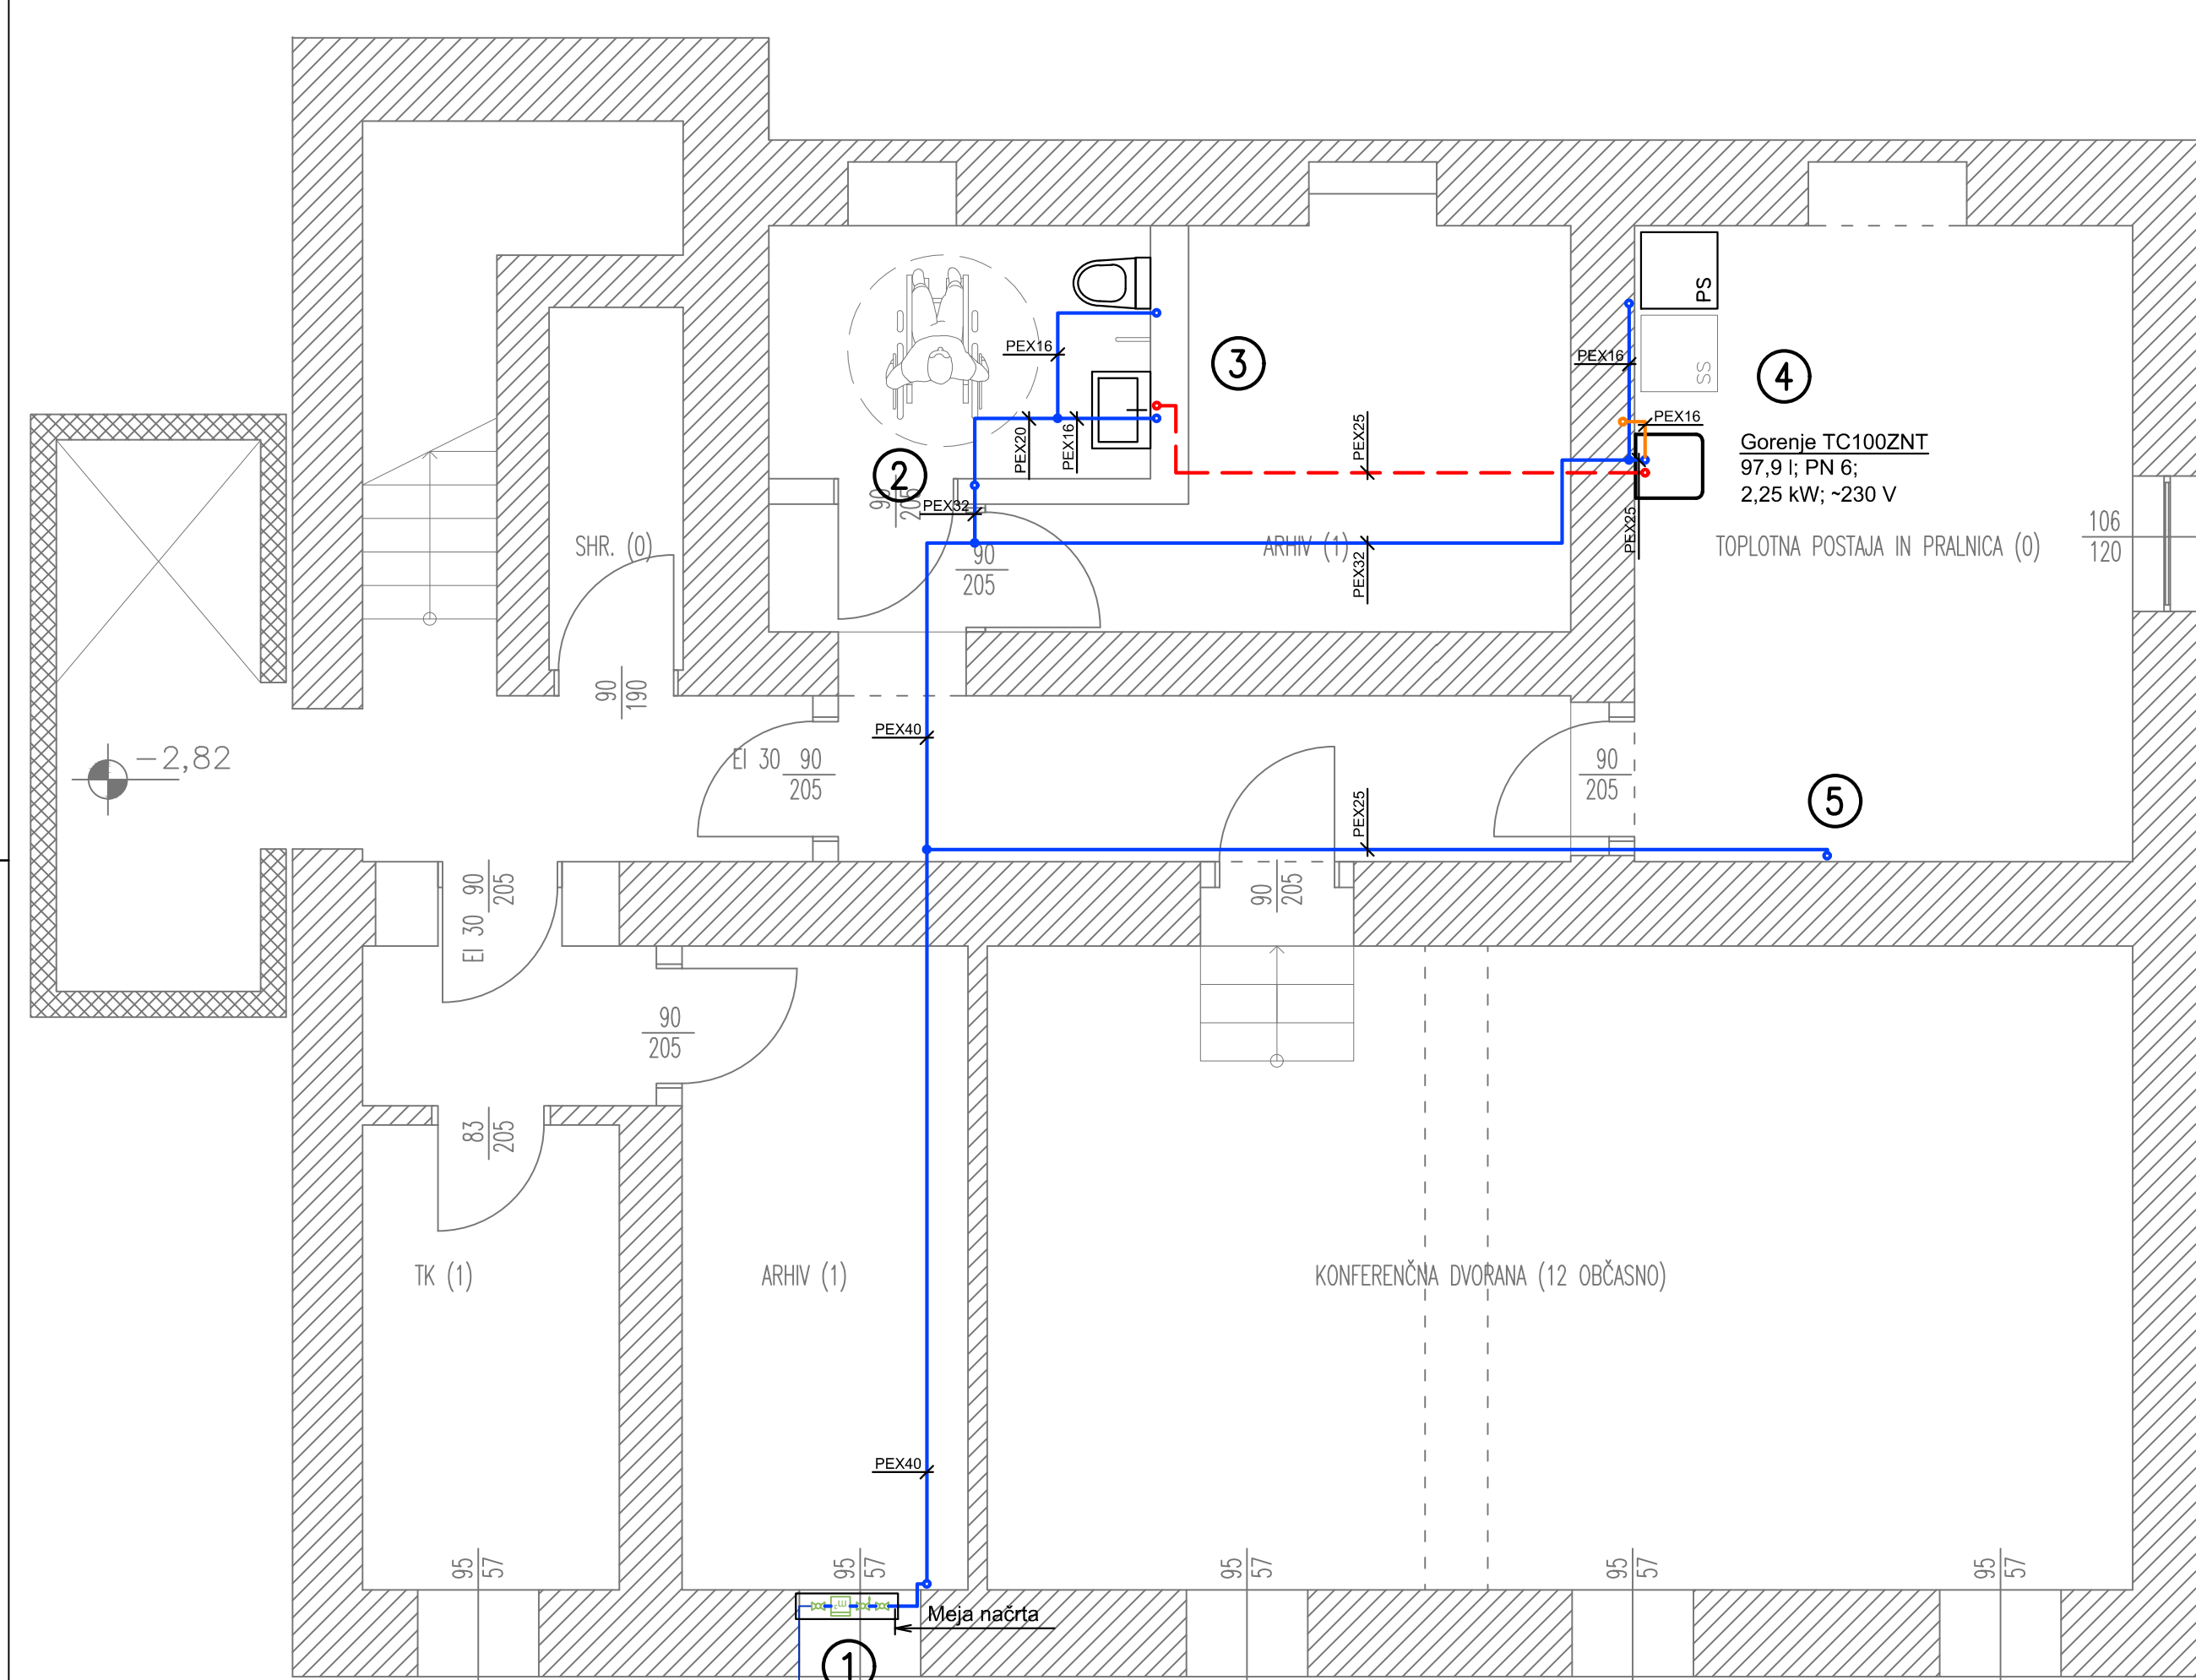 PS
SS
3
4
PEX16
PEX16
PEX16
Gorenje TC100ZNT
97,9 l; PN 6;
2,25 kW; ~230 V
PEX20
PEX16
PEX25
2
90
205
PEX32
PEX25
SHR. (0)
90
205
ARHIV (1)
PEX32
TOPLOTNA POSTAJA IN PRALNICA (0)
106
120
90
190
PEX40
-2,82
EI 30
90
205
90
205
PEX25
5
EI 30
90
205
90
205
90
205
83
205
TK (1)
ARHIV (1)
KONFERENČNA DVORANA (12 OBČASNO)
PEX40
95
57
95
57
95
57
95
57
95
57
m³
Meja načrta
1